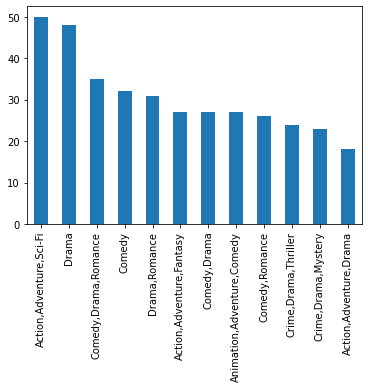 50
40
30
20
10
0
Action,Adventure,Sci-Fi
Drama
Comedy,Drama,Romance
Comedy
Drama,Romance
Action,Adventure,Fantasy
Comedy,Drama
Animation,Adventure,Comedy
Comedy,Romance
Crime,Drama,Thriller
Crime,Drama,Mystery
Action,Adventure,Drama